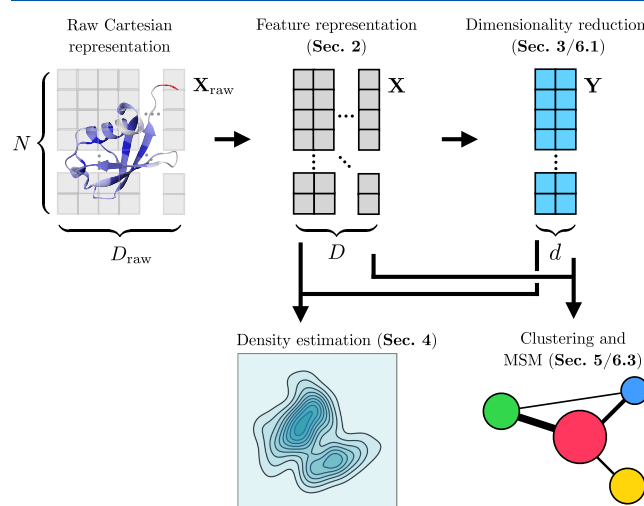 Raw Cartesian
representation
Feature representation
(Sec. 2)
Dimensionality reduction
(Sec. 3/6.1)
X_raw
X
Y
N
D_raw
D
d
Density estimation (Sec. 4)
Clustering and
MSM (Sec. 5/6.3)